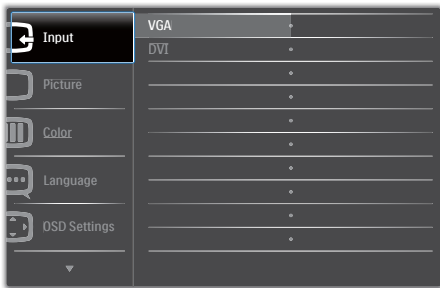 Input
VGA
DVI
Picture
Color
Language
OSD Settings